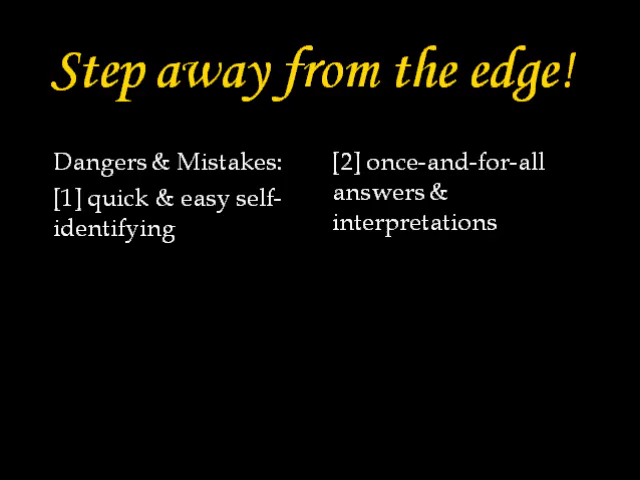 Step away from the edge!
Dangers & Mistakes:
[1] quick & easy self-
identifying
[2] once-and-for-all
answers &
interpretations